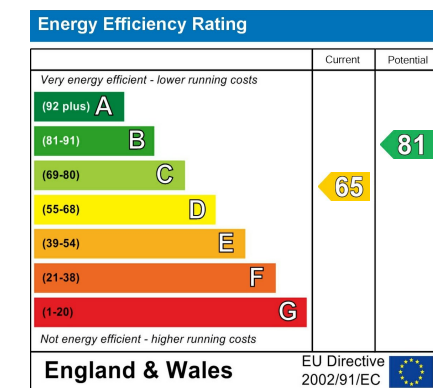 Energy Efficiency Rating
Current Potential
Very energy efficient - lower running costs
(92 plus) A
(81-91) B
81
(69-80) C
65
(55-68) D
(39-54) E
(21-38) F
(1-20) G
Not energy efficient - higher running costs
England & Wales
EU Directive
2002/91/EC